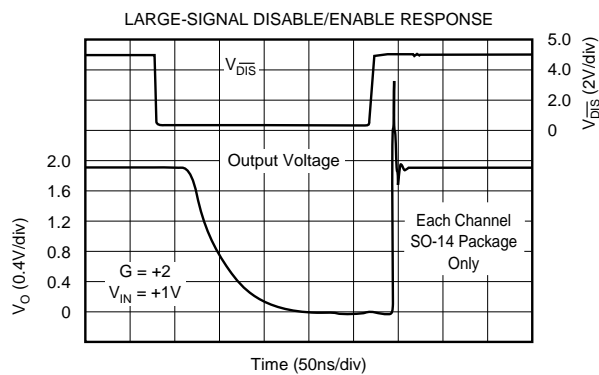 LARGE-SIGNAL DISABLE/ENABLE RESPONSE
5.0
4.0
2.0
0
V_DIS (2V/div)
V_DIS
Output Voltage
2.0
1.6
1.2
0.8
0.4
0
V_O (0.4V/div)
G = +2
V_IN = +1V
Each Channel
SO-14 Package
Only
Time (50ns/div)